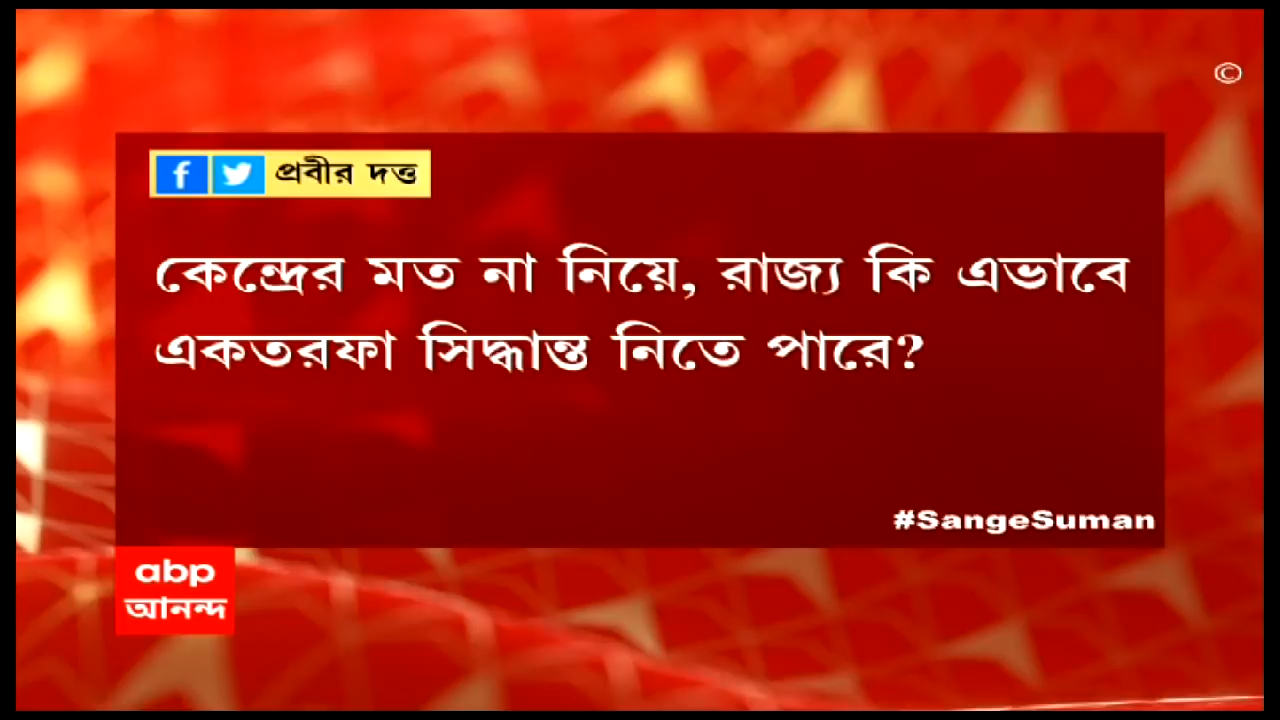 ©
f প্রবীর দত্ত
কেন্দ্রের মত না নিয়ে, রাজ্য কি এভাবে
একতরফা সিদ্ধান্ত নিতে পারে?
#SangeSuman
abp
আনন্দ